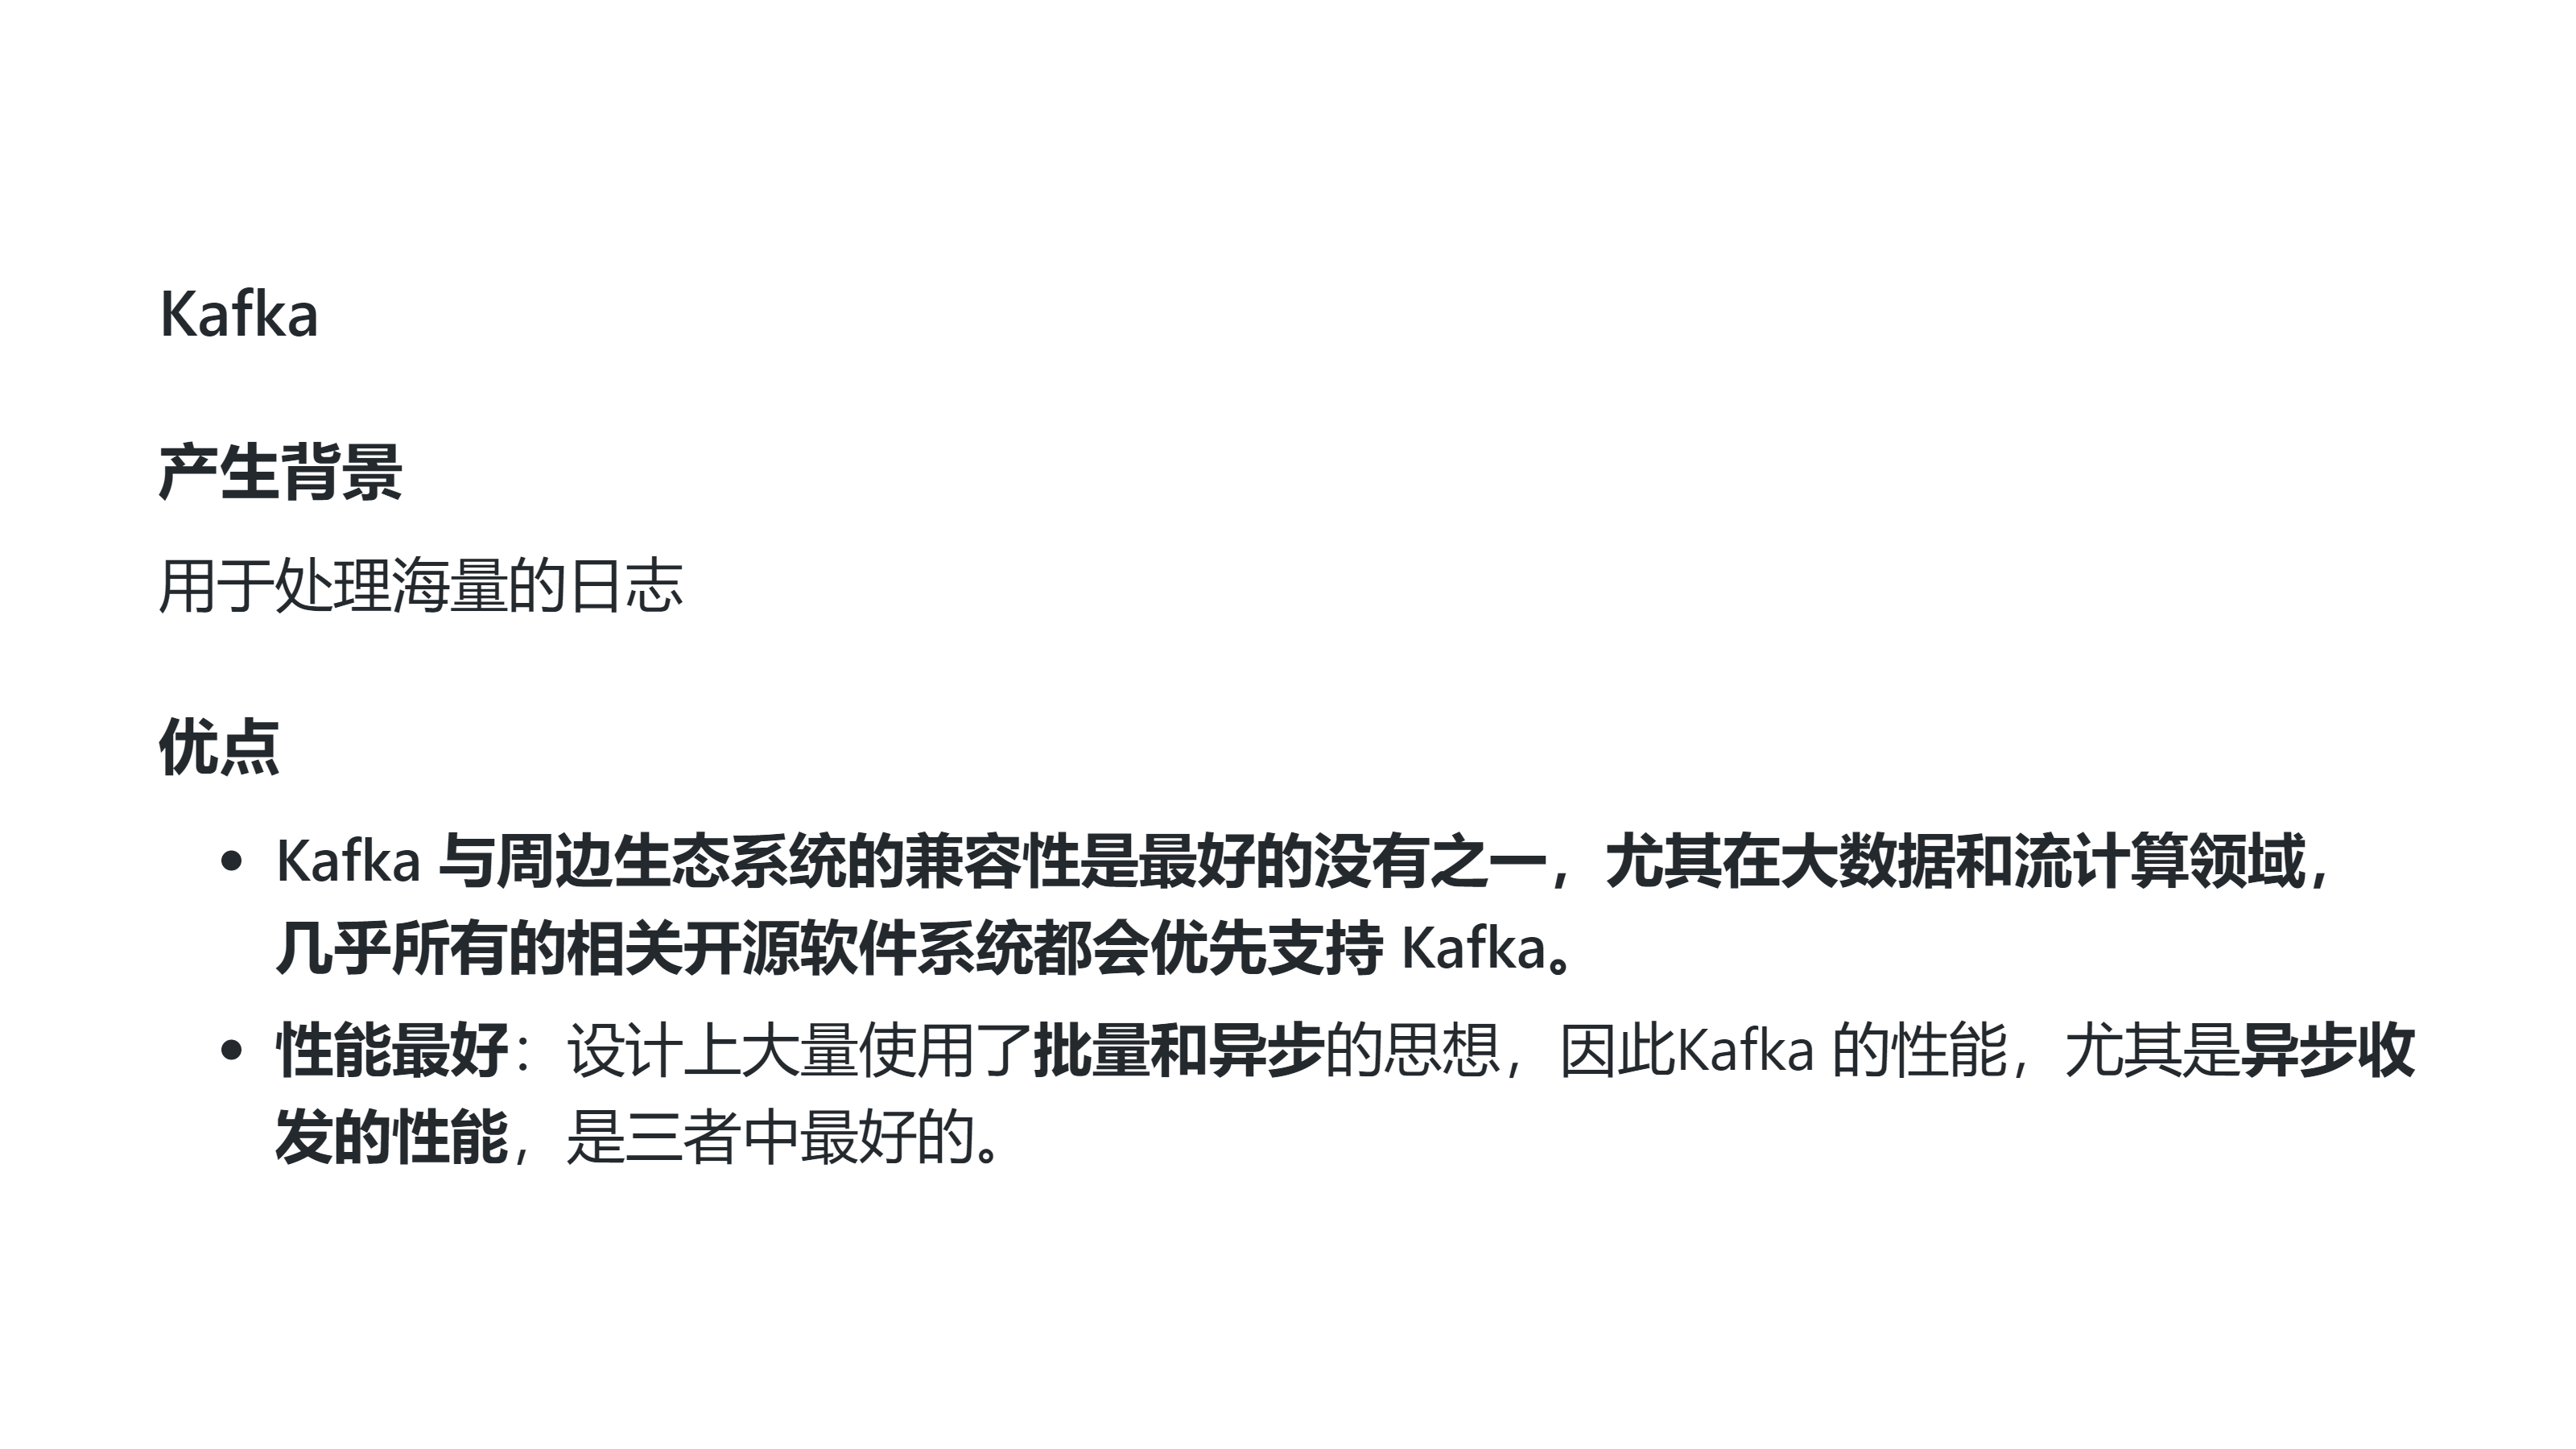 Kafka
产生背景
用于处理海量的日志
优点
• Kafka 与周边生态系统的兼容性是最好的没有之一，尤其在大数据和流计算领域，
几乎所有的相关开源软件系统都会优先支持 Kafka。
• 性能最好：设计上大量使用了批量和异步的思想，因此Kafka 的性能，尤其是异步收
发的性能，是三者中最好的。